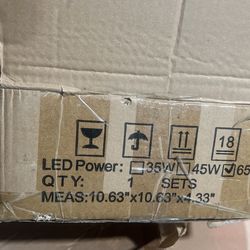 18
LED Power: 35W 45W 65
QTY: 1 SETS
MEAS:10.63"x10.63"x4.33"